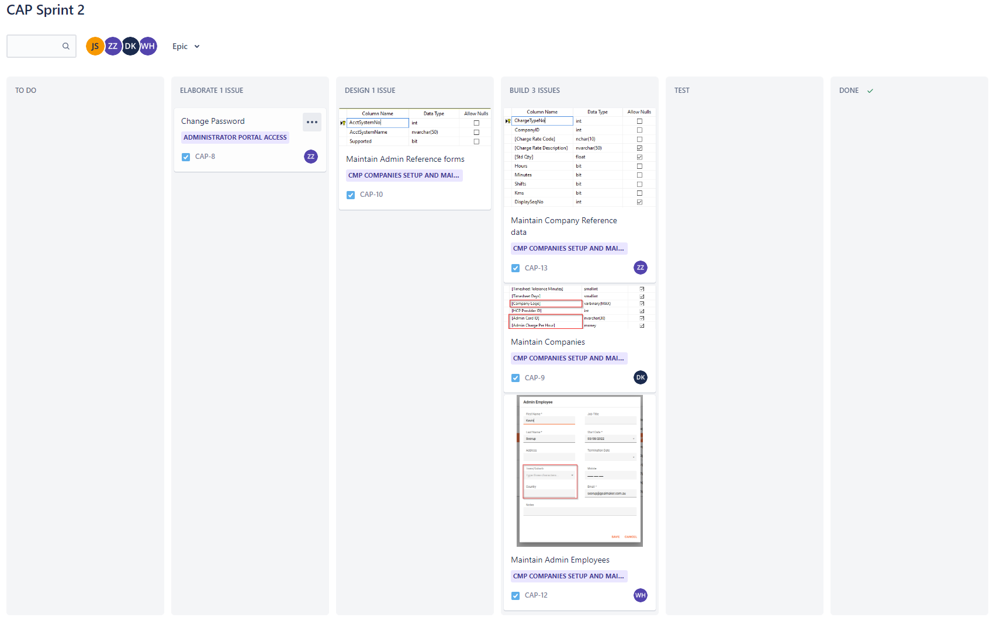 CAP Sprint 2
JS ZZ DK WH Epic
TO DO
ELABORATE 1 ISSUE
Change Password
ADMINISTRATOR PORTAL ACCESS
CAP-8 ZZ
DESIGN 1 ISSUE
Column Name Data Type Allow Nulls
AcctSystemNo int
AcctSystemName nvarchar(50)
Supported bit
Maintain Admin Reference forms
CMP COMPANIES SETUP AND MAI...
CAP-10
BUILD 3 ISSUES
Column Name Data Type Allow Nulls
ChargeTypeNo int
CompanyID int
[Charge Rate Code] nchar(10)
[Charge Rate Description] nvarchar(50)
[Std Qty] float
Hours bit
Minutes bit
Shifts bit
Kms bit
DisplaySeqNo int
Maintain Company Reference
data
CMP COMPANIES SETUP AND MAI...
CAP-13 ZZ
[Timesheet Tolerance Minutes] smallint
[Timesheet Days] smallint
[Company Logo] varbinary(MAX)
[HCP Provider ID] int
[Admin Card ID] nvarchar(30)
[Admin Charge Per Hour] money
Maintain Companies
CMP COMPANIES SETUP AND MAI...
CAP-9 DK
Admin Employee
First Name * Job Title
Kevin
Last Name * Start Date *
Beerup 03/08/2022
Address Termination Date
Town/Suburb Mobile
Type three characters...
Country Email *
seerup@goalmaker.com.au
Notes
SAVE CANCEL
Maintain Admin Employees
CMP COMPANIES SETUP AND MAI...
CAP-12 WH
TEST
DONE